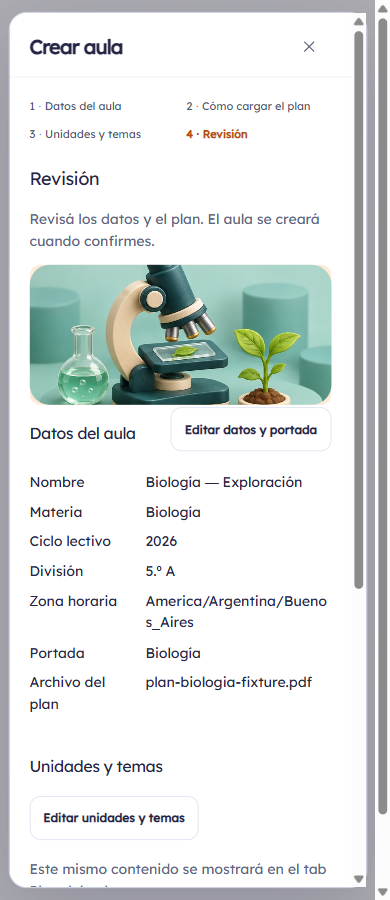 Crear aula
1 · Datos del aula
2 · Cómo cargar el plan
3 · Unidades y temas
4 · Revisión
Revisión
Revisá los datos y el plan. El aula se creará
cuando confirmes.
Datos del aula
Editar datos y portada
Nombre Biología — Exploración
Materia Biología
Ciclo lectivo 2026
División 5.º A
Zona horaria America/Argentina/Bueno
s_Aires
Portada Biología
Archivo del plan-biologia-fixture.pdf
plan
Unidades y temas
Editar unidades y temas
Este mismo contenido se mostrará en el tab